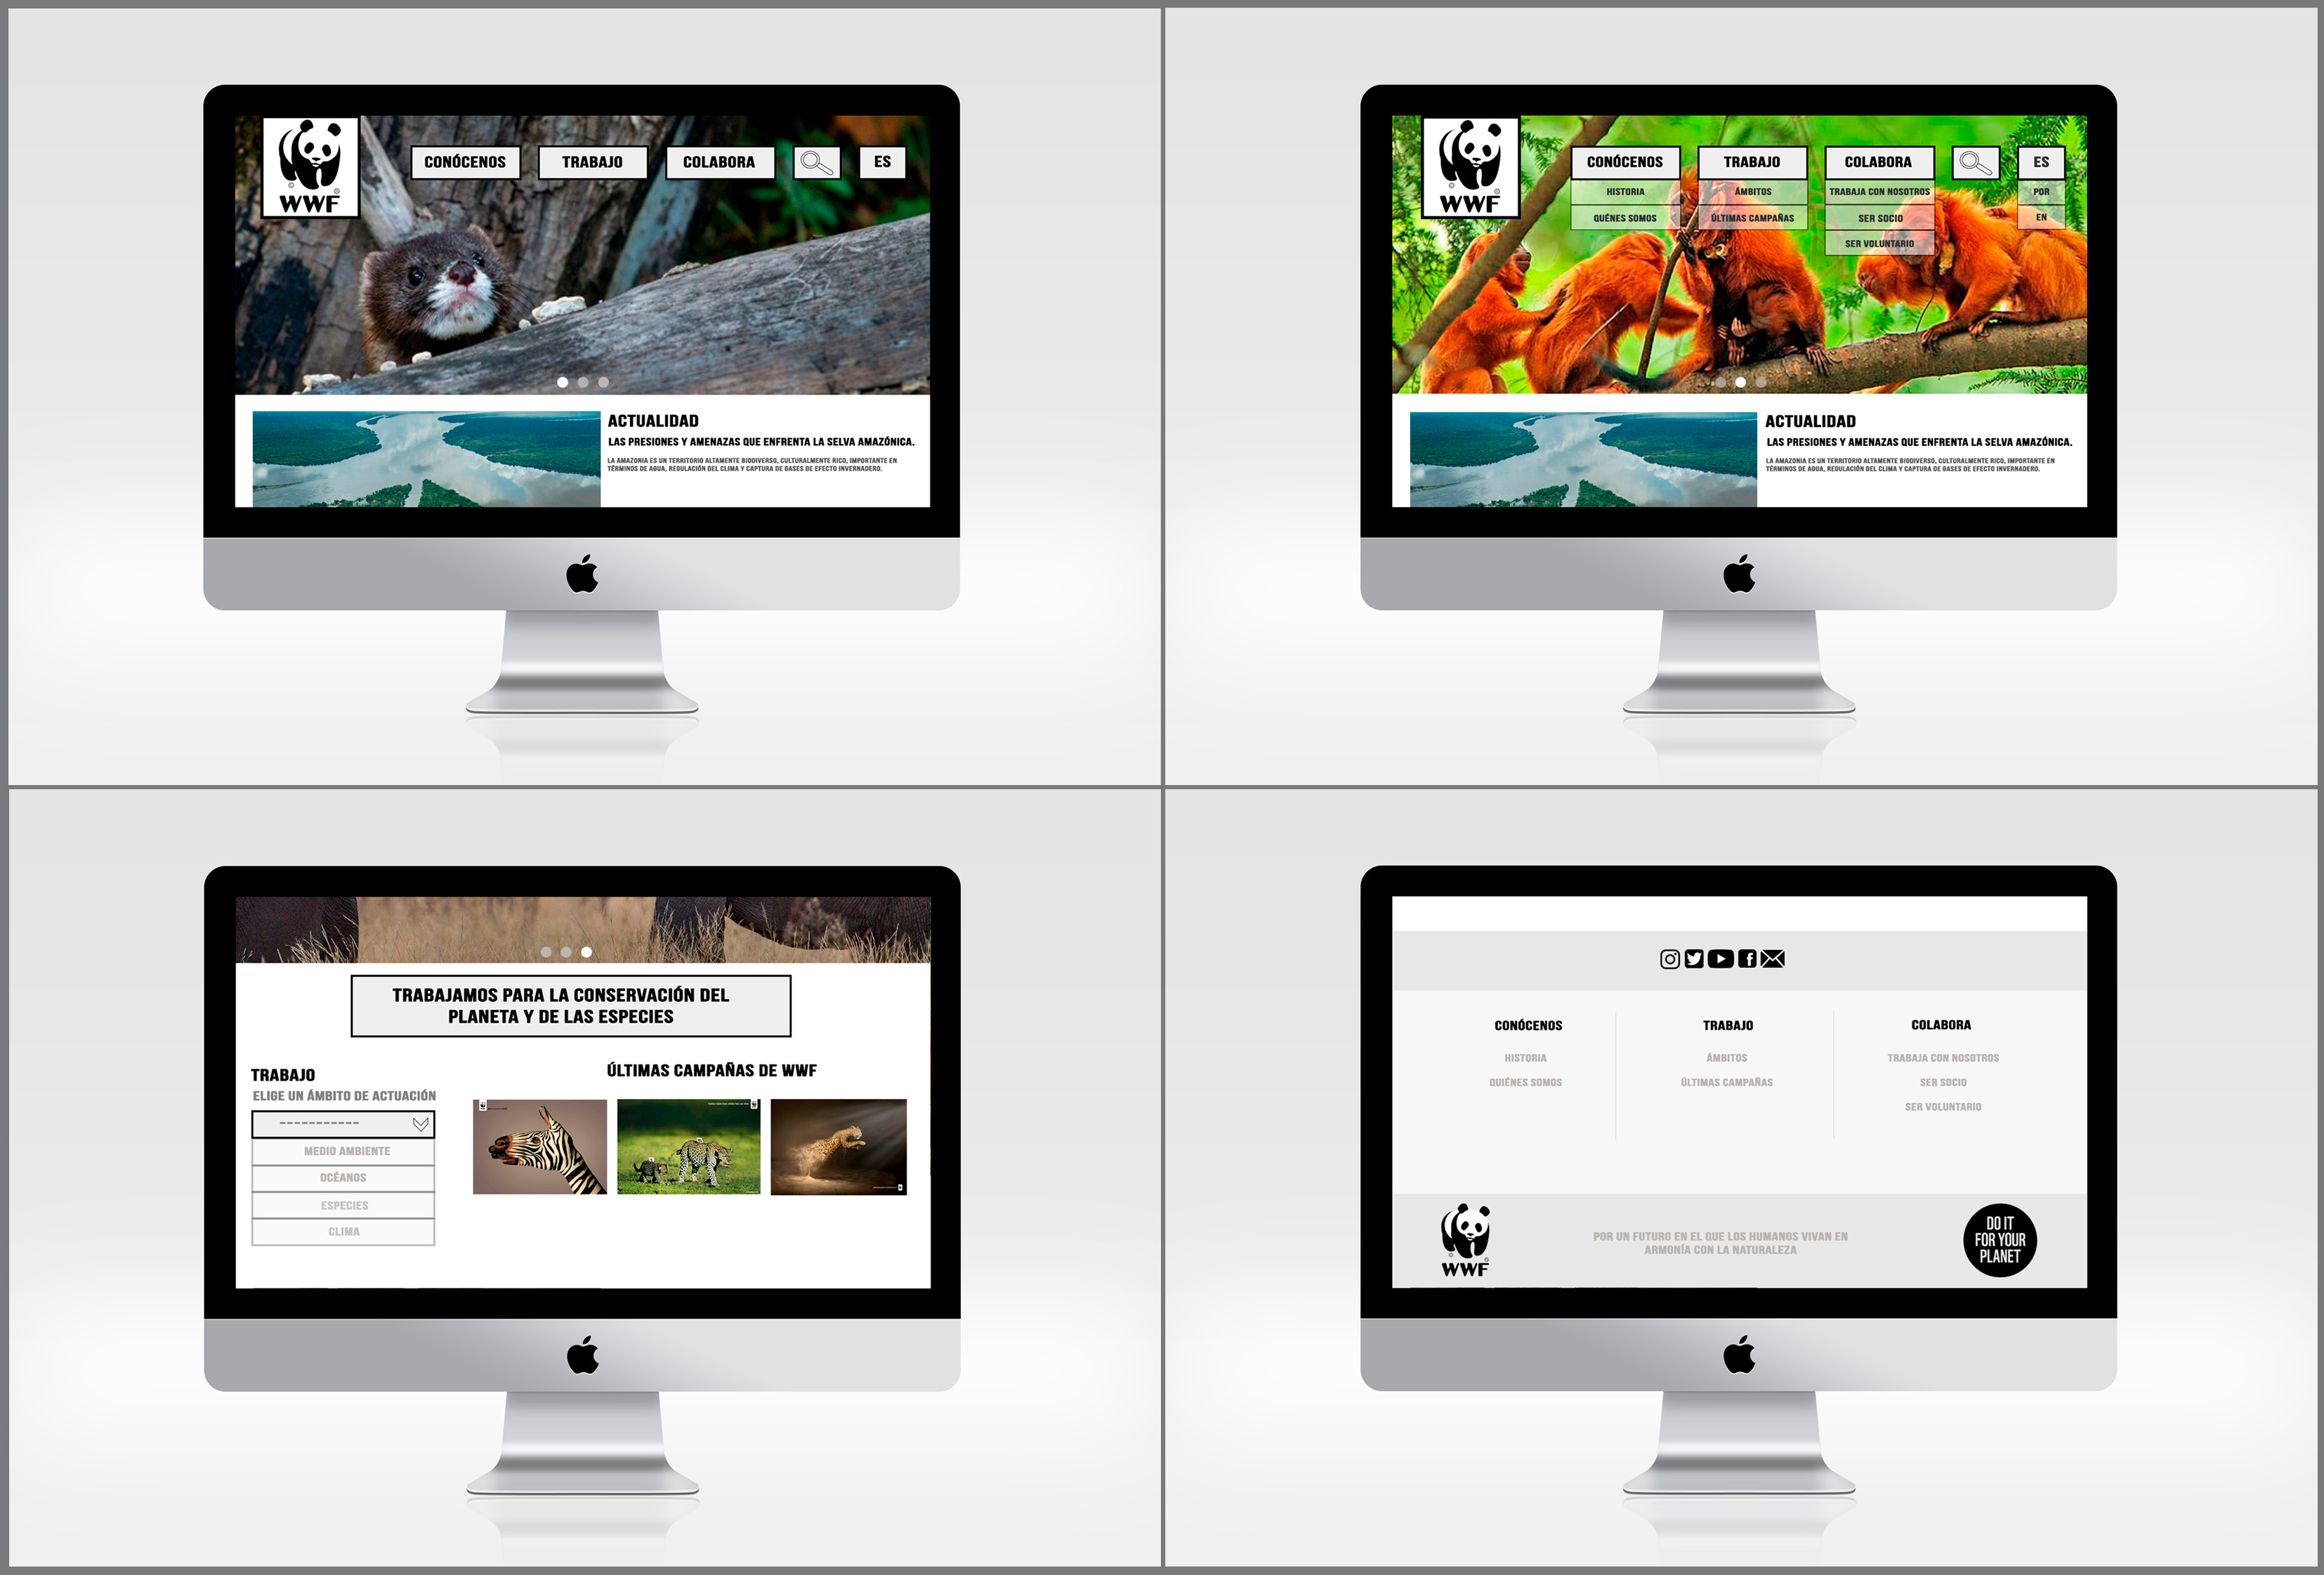 WWF
CONÓCENOS
TRABAJO
COLABORA
ES
ACTUALIDAD
LAS PRESIONES Y AMENAZAS QUE ENFRENTA LA SELVA AMAZÓNICA.
LA AMAZONIA ES UN TERRITORIO ALTAMENTE BIODIVERSO, CULTURALMENTE RICO, IMPORTANTE EN
TÉRMINOS DE AGUA, REGULACIÓN DEL CLIMA Y CAPTURA DE GASES DE EFECTO INVERNADERO.
WWF
CONÓCENOS
TRABAJO
COLABORA
ES
HISTORIA
ÁMBITOS
TRABAJA CON NOSOTROS
POR
QUÉNES SOMOS
ÚLTIMAS CAMPAÑAS
SER SOCIO
EN
SER VOLUNTARIO
ACTUALIDAD
LAS PRESIONES Y AMENAZAS QUE ENFRENTA LA SELVA AMAZÓNICA.
LA AMAZONIA ES UN TERRITORIO ALTAMENTE BIODIVERSO, CULTURALMENTE RICO, IMPORTANTE EN
TÉRMINOS DE AGUA, REGULACIÓN DEL CLIMA Y CAPTURA DE GASES DE EFECTO INVERNADERO.
TRABAJAMOS PARA LA CONSERVACIÓN DEL
PLANETA Y DE LAS ESPECIES
TRABAJO
ELIGE UN ÁMBITO DE ACTUACIÓN
-----------
MEDIO AMBIENTE
OCÉANOS
ESPECIES
CLIMA
ÚLTIMAS CAMPAÑAS DE WWF
CONÓCENOS
HISTORIA
QUIÉNES SOMOS
TRABAJO
ÁMBITOS
ÚLTIMAS CAMPAÑAS
COLABORA
TRABAJA CON NOSOTROS
SER SOCIO
SER VOLUNTARIO
WWF
POR UN FUTURO EN EL QUE LOS HUMANOS VIVAN EN
ARMONÍA CON LA NATURALEZA
DO IT
FOR YOUR
PLANET